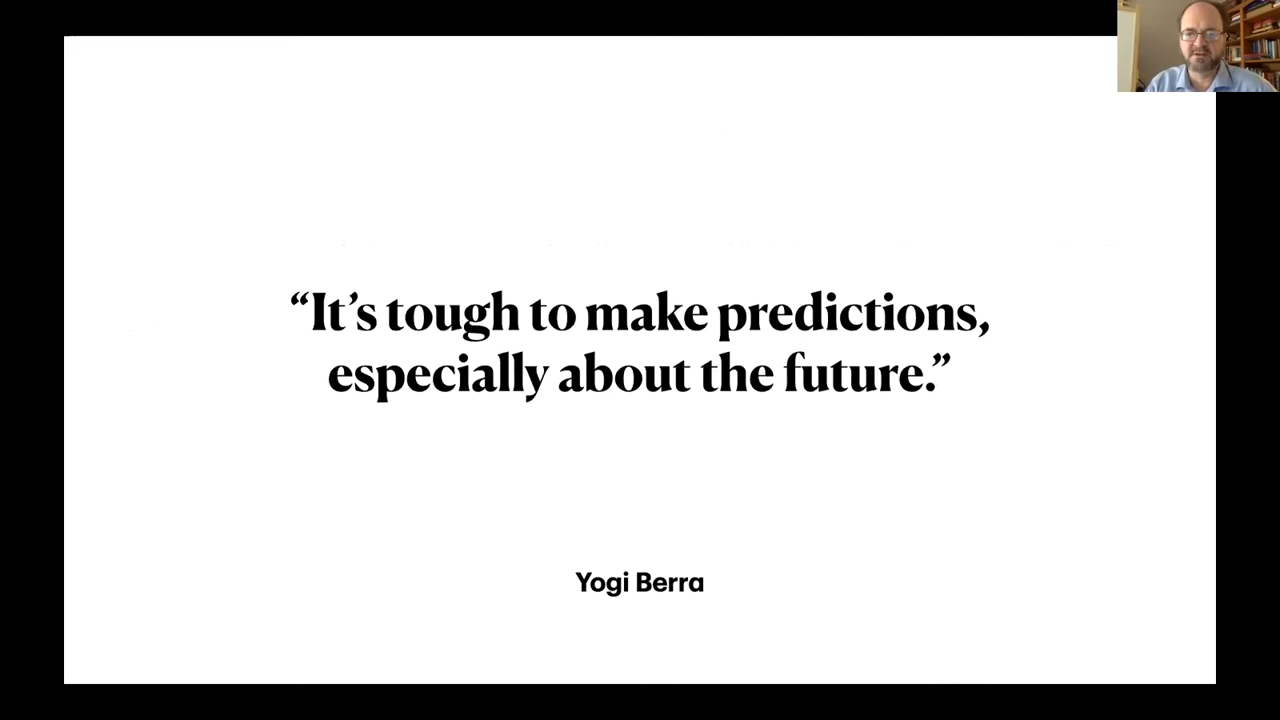 “It’s tough to make predictions,
especially about the future.”
Yogi Berra